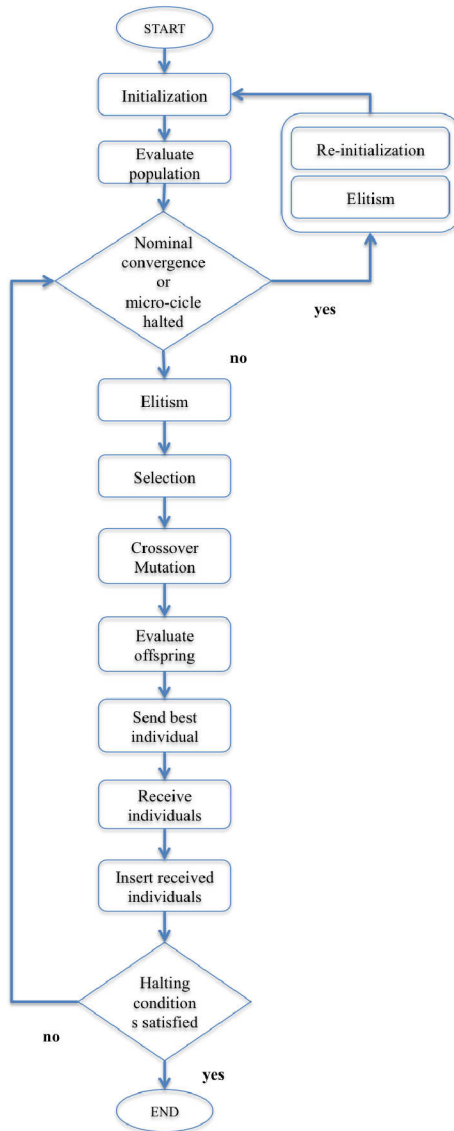 START
Initialization
Re-initialization
Evaluate
population
Elitism
Nominal
convergence
or
micro-cicle
halted
yes
no
Elitism
Selection
Crossover
Mutation
Evaluate
offspring
Send best
individual
Receive
individuals
Insert received
individuals
Halting
condition
s satisfied
no
yes
END